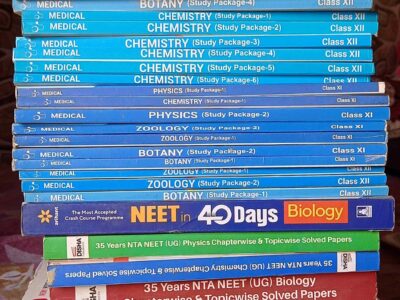 MEDICAL BOTANY (Study Package-4) Class XII
MEDICAL CHEMISTRY (Study Package-1) Class XII
MEDICAL CHEMISTRY (Study Package-2) Class XII
MEDICAL CHEMISTRY (Study Package-3) Class XII
MEDICAL CHEMISTRY (Study Package-4) Class XII
MEDICAL CHEMISTRY (Study Package-5) Class XII
MEDICAL CHEMISTRY (Study Package-6) Class XII
MEDICAL PHYSICS (Study Package-1) Class XI
MEDICAL CHEMISTRY (Study Package-1) Class XI
MEDICAL PHYSICS (Study Package-2) Class XI
MEDICAL ZOOLOGY (Study Package-2) Class XI
MEDICAL ZOOLOGY (Study Package-1) Class XI
MEDICAL BOTANY (Study Package-2) Class XI
MEDICAL BOTANY (Study Package-1) Class XI
MEDICAL ZOOLOGY (Study Package-1) Class XII
MEDICAL ZOOLOGY (Study Package-2) Class XII
MEDICAL BOTANY (Study Package-1) Class XII
The Most Accepted Crash Course Programme NEET in 40 Days Biology
DISHA 35 Years NTA NEET (UG) Physics Chapterwise & Topicwise Solved Papers
35 Years NTA NEET (UG) Chemistry Chapterwise & Topicwise Solved Papers
DISHA 35 Years NTA NEET (UG) Biology
Chapterwise & Topicwise Solved Papers